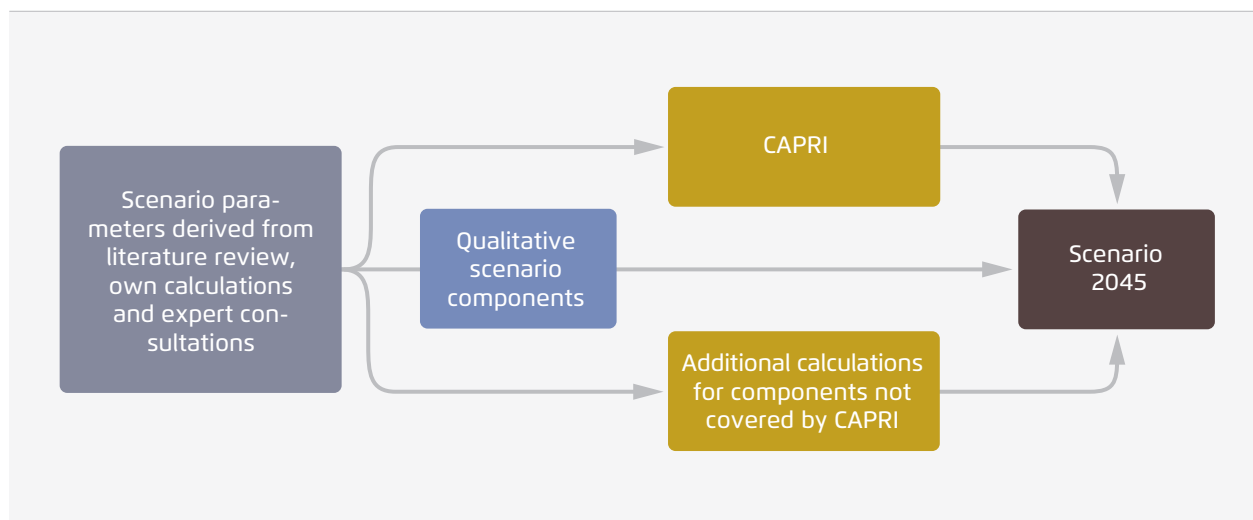 Scenario para-
meters derived from
literature review,
own calculations
and expert con-
sultations
Qualitative
scenario
components
CAPRI
Additional calculations
for components not
covered by CAPRI
Scenario
2045